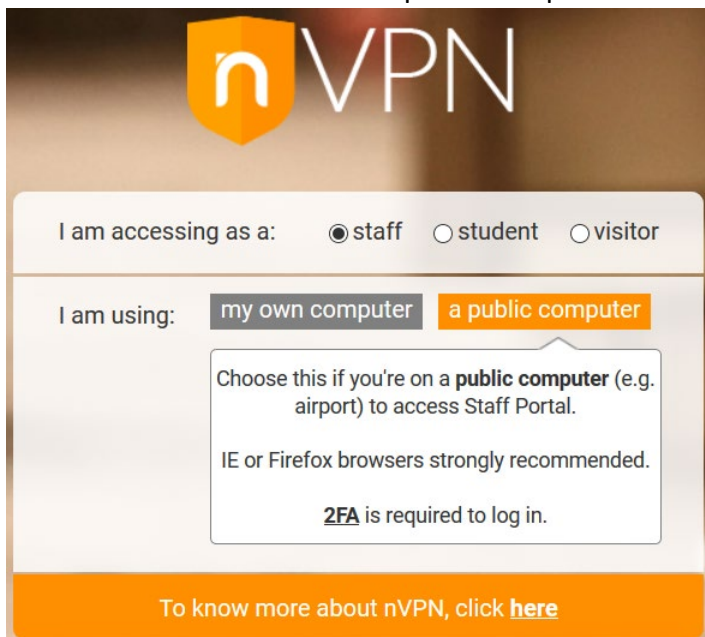 nVPN
I am accessing as a: staff student visitor
I am using: my own computer a public computer
Choose this if you're on a public computer (e.g.
airport) to access Staff Portal.
IE or Firefox browsers strongly recommended.
2FA is required to log in.
To know more about nVPN, click here